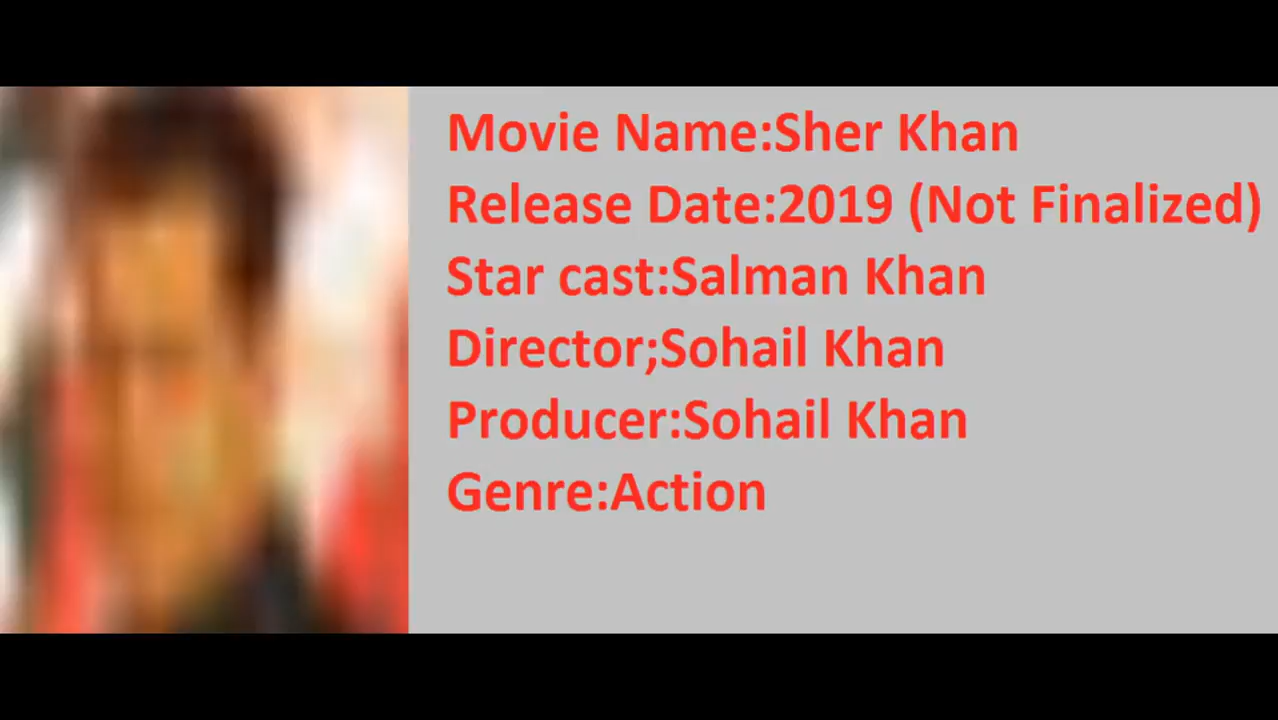 Movie Name:Sher Khan
Release Date:2019 (Not Finalized)
Star cast:Salman Khan
Director;Sohail Khan
Producer:Sohail Khan
Genre:Action